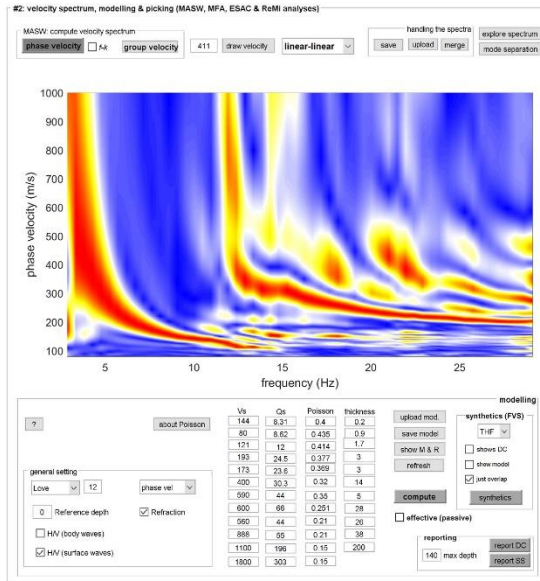 #2: velocity spectrum, modelling & picking (MASW, MFA, ESAC & ReMi analyses)
MASW: compute velocity spectrum
phase velocity f-k group velocity 411 draw velocity linear-linear
handling the spectra
save upload merge
explore spectrum
mode separation
1000
900
800
700
600
500
400
300
200
100
phase velocity (m/s)
5 10 15 20 25
frequency (Hz)
modelling
? about Poisson
Vs Qs Poisson thickness
144 8.31 0.4 0.2
80 8.62 0.435 0.9
121 12 0.414 1.7
193 24.5 0.377 3
173 23.6 0.369 3
400 30.3 0.32 14
590 44 0.35 5
600 66 0.251 28
560 44 0.21 26
888 55 0.21 38
1100 196 0.15 200
1800 303 0.15
general setting
Love 12 phase vel
0 Reference depth Refraction
H/V (body waves)
H/V (surface waves)
upload mod.
save model
show M & R
refresh
compute
effective (passive)
synthetics (FVS)
THF
shows DC
show model
just overlap
synthetics
reporting
140 max depth
report DC
report SS